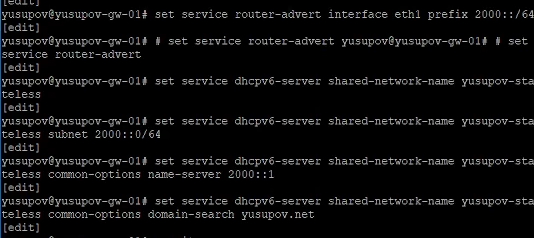 [edit]
yusupov@yusupov-gw-01# set service router-advert interface eth1 prefix 2000::/64
[edit]
yusupov@yusupov-gw-01# # set service router-advert yusupov@yusupov-gw-01# # set
service router-advert
[edit]
yusupov@yusupov-gw-01# set service dhcpv6-server shared-network-name yusupov-sta
teless
[edit]
yusupov@yusupov-gw-01# set service dhcpv6-server shared-network-name yusupov-sta
teless subnet 2000::0/64
[edit]
yusupov@yusupov-gw-01# set service dhcpv6-server shared-network-name yusupov-sta
teless common-options name-server 2000::1
[edit]
yusupov@yusupov-gw-01# set service dhcpv6-server shared-network-name yusupov-sta
teless common-options domain-search yusupov.net
[edit]